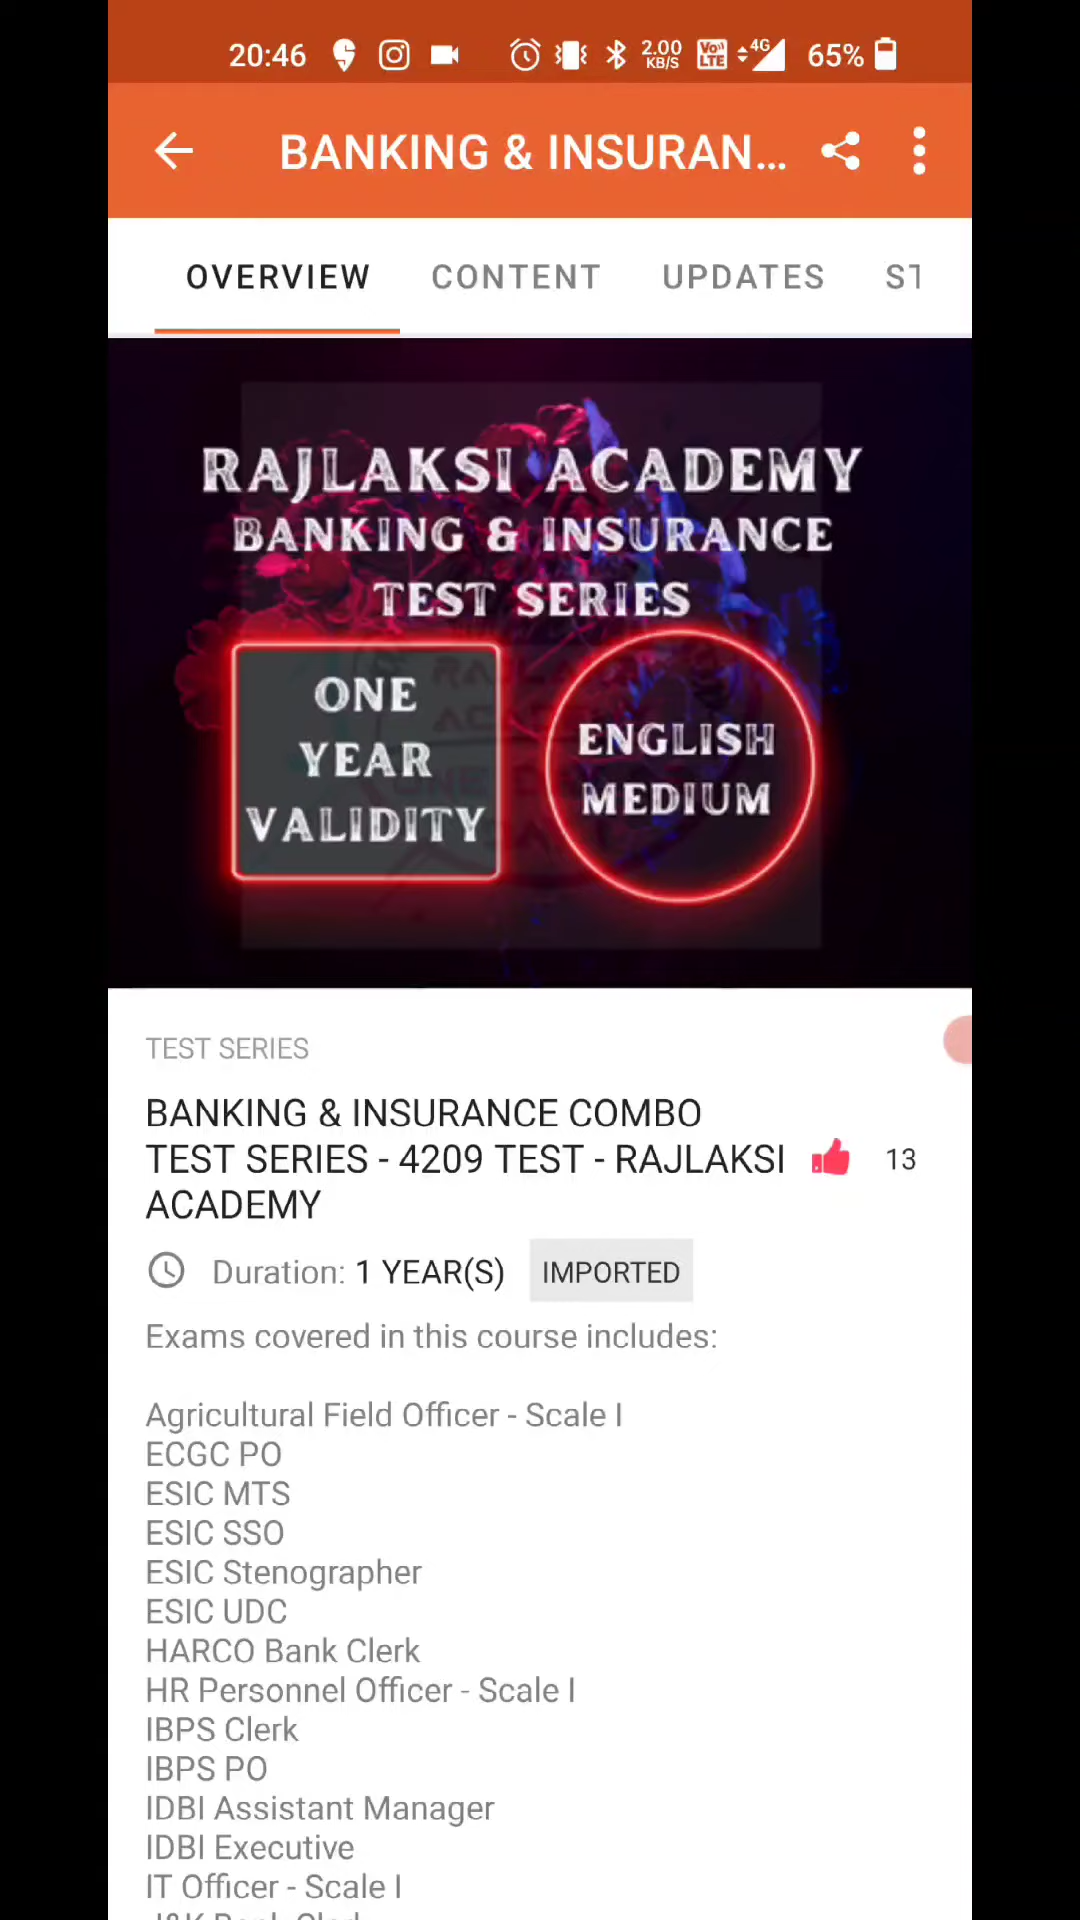 20:46 2.00 KB/S Vo)) LTE 4G 65%
BANKING & INSURAN...
OVERVIEW CONTENT UPDATES
RAJLAKSI ACADEMY
BANKING & INSURANCE
TEST SERIES
ONE
YEAR
VALIDITY
ENGLISH
MEDIUM
TEST SERIES
BANKING & INSURANCE COMBO
TEST SERIES - 4209 TEST - RAJLAKSI
ACADEMY
13
Duration: 1 YEAR(S) IMPORTED
Exams covered in this course includes:
Agricultural Field Officer - Scale I
ECGC PO
ESIC MTS
ESIC SSO
ESIC Stenographer
ESIC UDC
HARCO Bank Clerk
HR Personnel Officer - Scale I
IBPS Clerk
IBPS PO
IDBI Assistant Manager
IDBI Executive
IT Officer - Scale I
J&K Bank Clerk